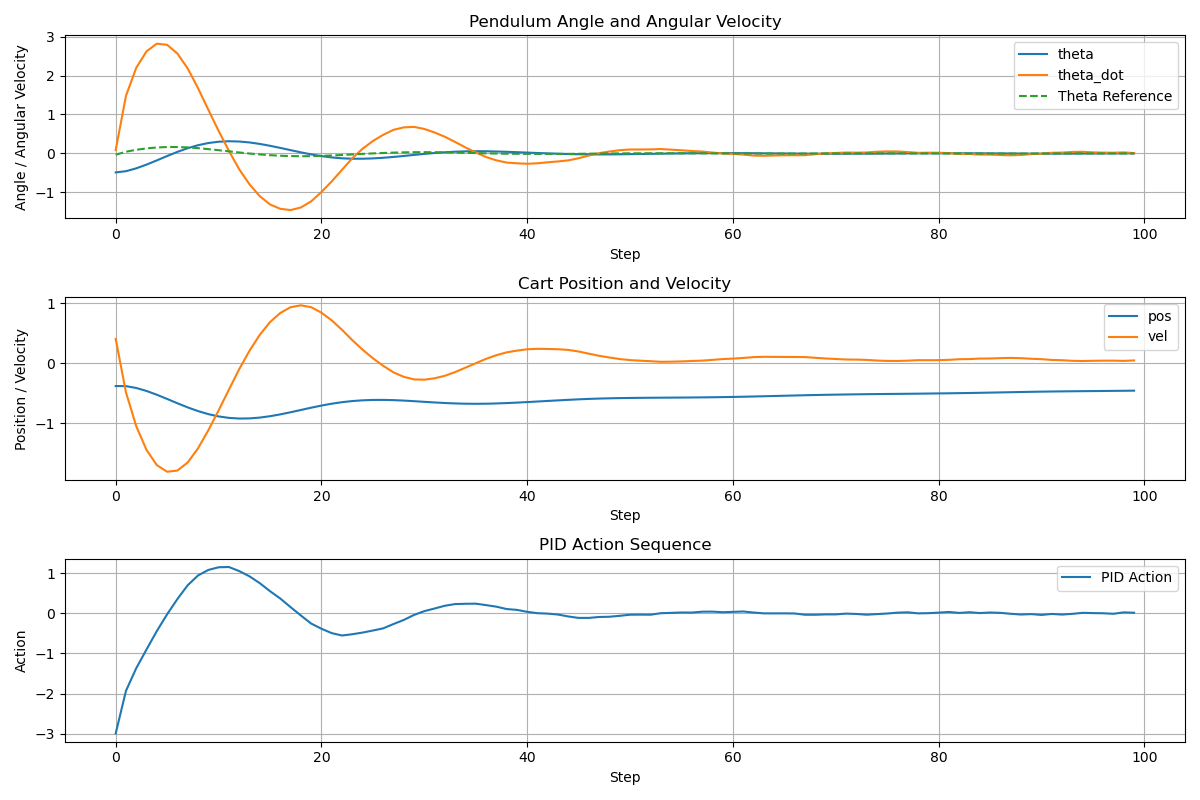 Pendulum Angle and Angular Velocity
Angle / Angular Velocity
3
2
1
0
−1
theta
theta_dot
Theta Reference
0 20 40 60 80 100
Step
Cart Position and Velocity
Position / Velocity
1
0
−1
pos
vel
0 20 40 60 80 100
Step
PID Action Sequence
Action
1
0
−1
−2
−3
PID Action
0 20 40 60 80 100
Step